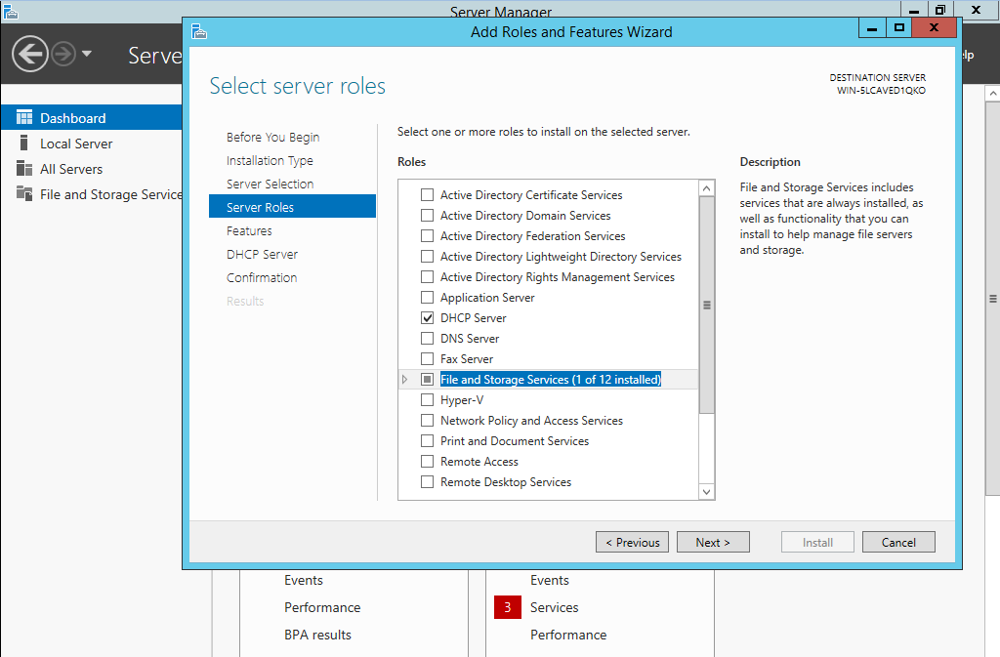 Server Manager
Add Roles and Features Wizard
Serve
lp
Dashboard
Local Server
All Servers
File and Storage Service
Select server roles
DESTINATION SERVER
WIN-5LCAVED1QKO
Before You Begin
Installation Type
Server Selection
Server Roles
Features
DHCP Server
Confirmation
Results
Select one or more roles to install on the selected server.
Roles
Active Directory Certificate Services
Active Directory Domain Services
Active Directory Federation Services
Active Directory Lightweight Directory Services
Active Directory Rights Management Services
Application Server
DHCP Server
DNS Server
Fax Server
File and Storage Services (1 of 12 installed)
Hyper-V
Network Policy and Access Services
Print and Document Services
Remote Access
Remote Desktop Services
Description
File and Storage Services includes
services that are always installed, as
well as functionality that you can
install to help manage file servers
and storage.
< Previous
Next >
Install
Cancel
Events
Performance
BPA results
Events
3 Services
Performance